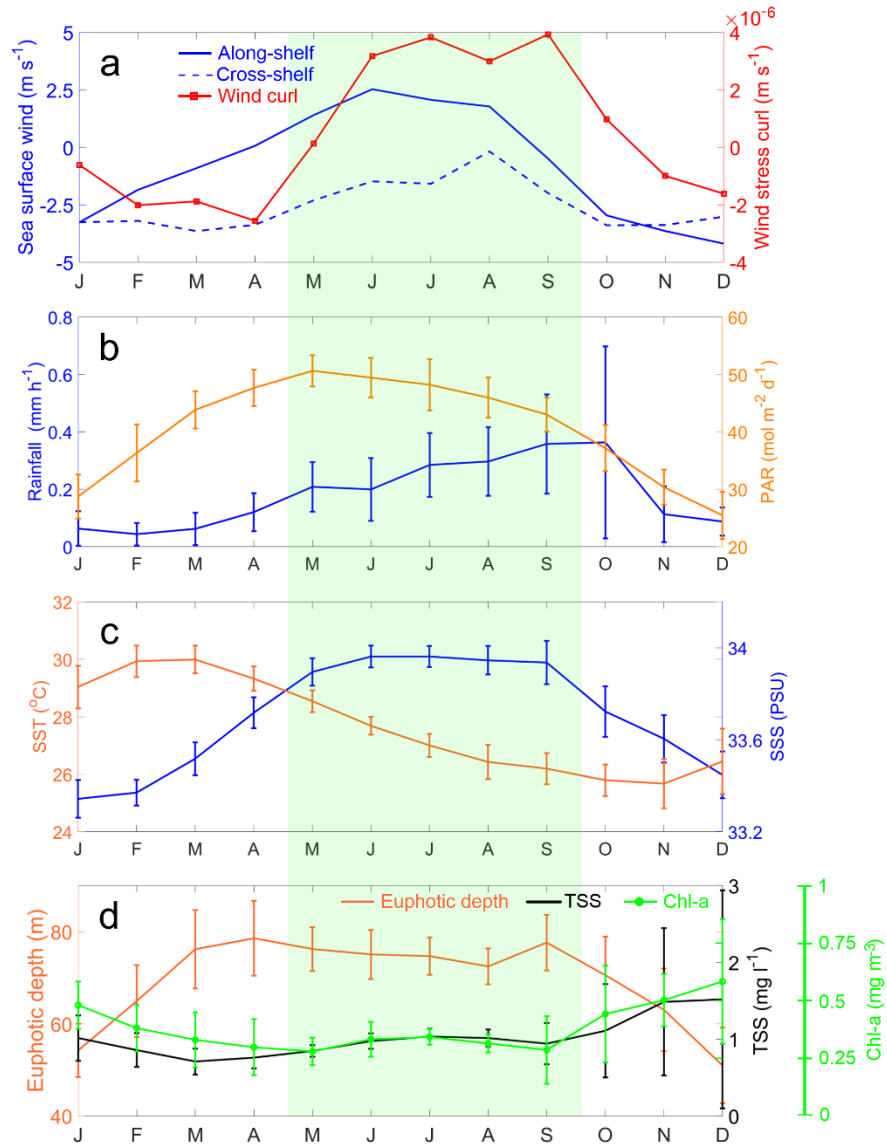 ×10⁻⁶
a
Along-shelf
Cross-shelf
Wind curl
Sea surface wind (m s⁻¹)
5
2.5
0
-2.5
-5
4
2
0
-2
-4
Wind stress curl (m s⁻¹)
J F M A M J J A S O N D
b
Rainfall (mm h⁻¹)
0.8
0.6
0.4
0.2
0
60
50
40
30
20
PAR (mol m⁻² d⁻¹)
J F M A M J J A S O N D
c
SST (⁰C)
32
30
28
26
24
34
33.6
33.2
SSS (PSU)
J F M A M J J A S O N D
d
Euphotic depth
TSS
Chl-a
Euphotic depth (m)
80
60
40
3
2
1
0
TSS (mg l⁻¹)
1
0.75
0.5
0.25
0
Chl-a (mg m⁻³)
J F M A M J J A S O N D